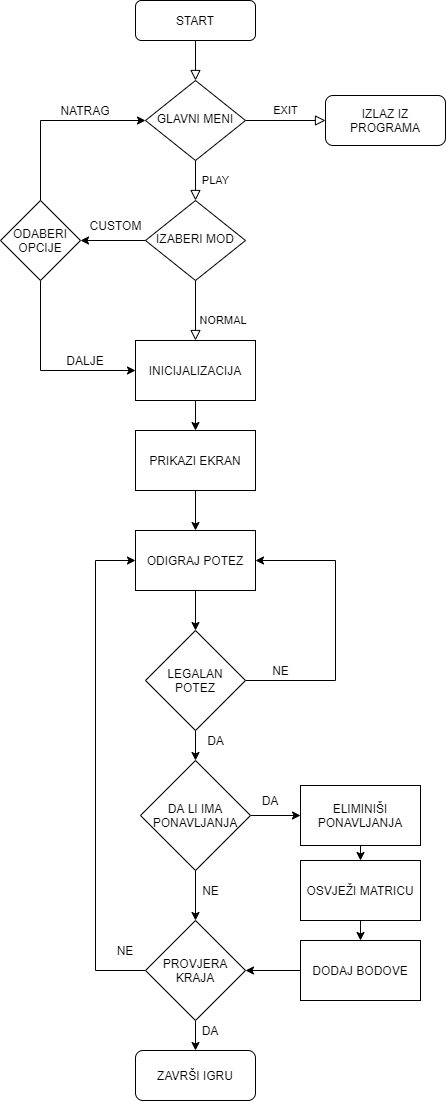 START
NATRAG
GLAVNI MENI
EXIT
IZLAZ IZ
PROGRAMA
PLAY
ODABERI
OPCIJE
CUSTOM
IZABERI MOD
NORMAL
DALJE
INICIJALIZACIJA
PRIKAZI EKRAN
ODIGRAJ POTEZ
LEGALAN
POTEZ
NE
DA
DA LI IMA
PONAVLJANJA
DA
ELIMINIŠI
PONAVLJANJA
NE
OSVJEŽI MATRICU
NE
PROVJERA
KRAJA
DODAJ BODOVE
DA
ZAVRŠI IGRU